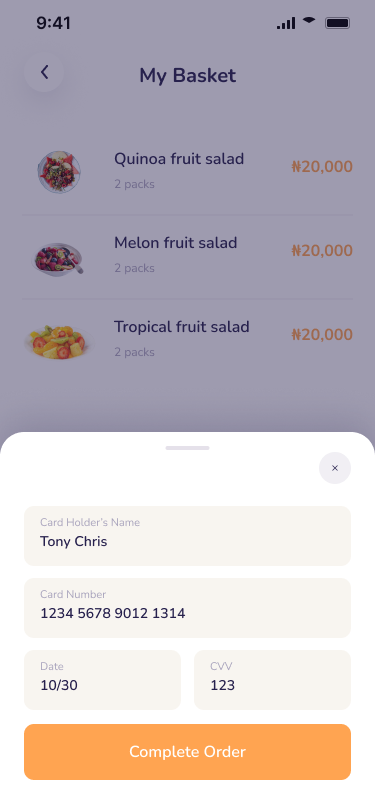 9:41
My Basket
Quinoa fruit salad
2 packs
₦20,000
Melon fruit salad
2 packs
₦20,000
Tropical fruit salad
2 packs
₦20,000
Card Holder's Name
Tony Chris
Card Number
1234 5678 9012 1314
Date
10/30
CVV
123
Complete Order